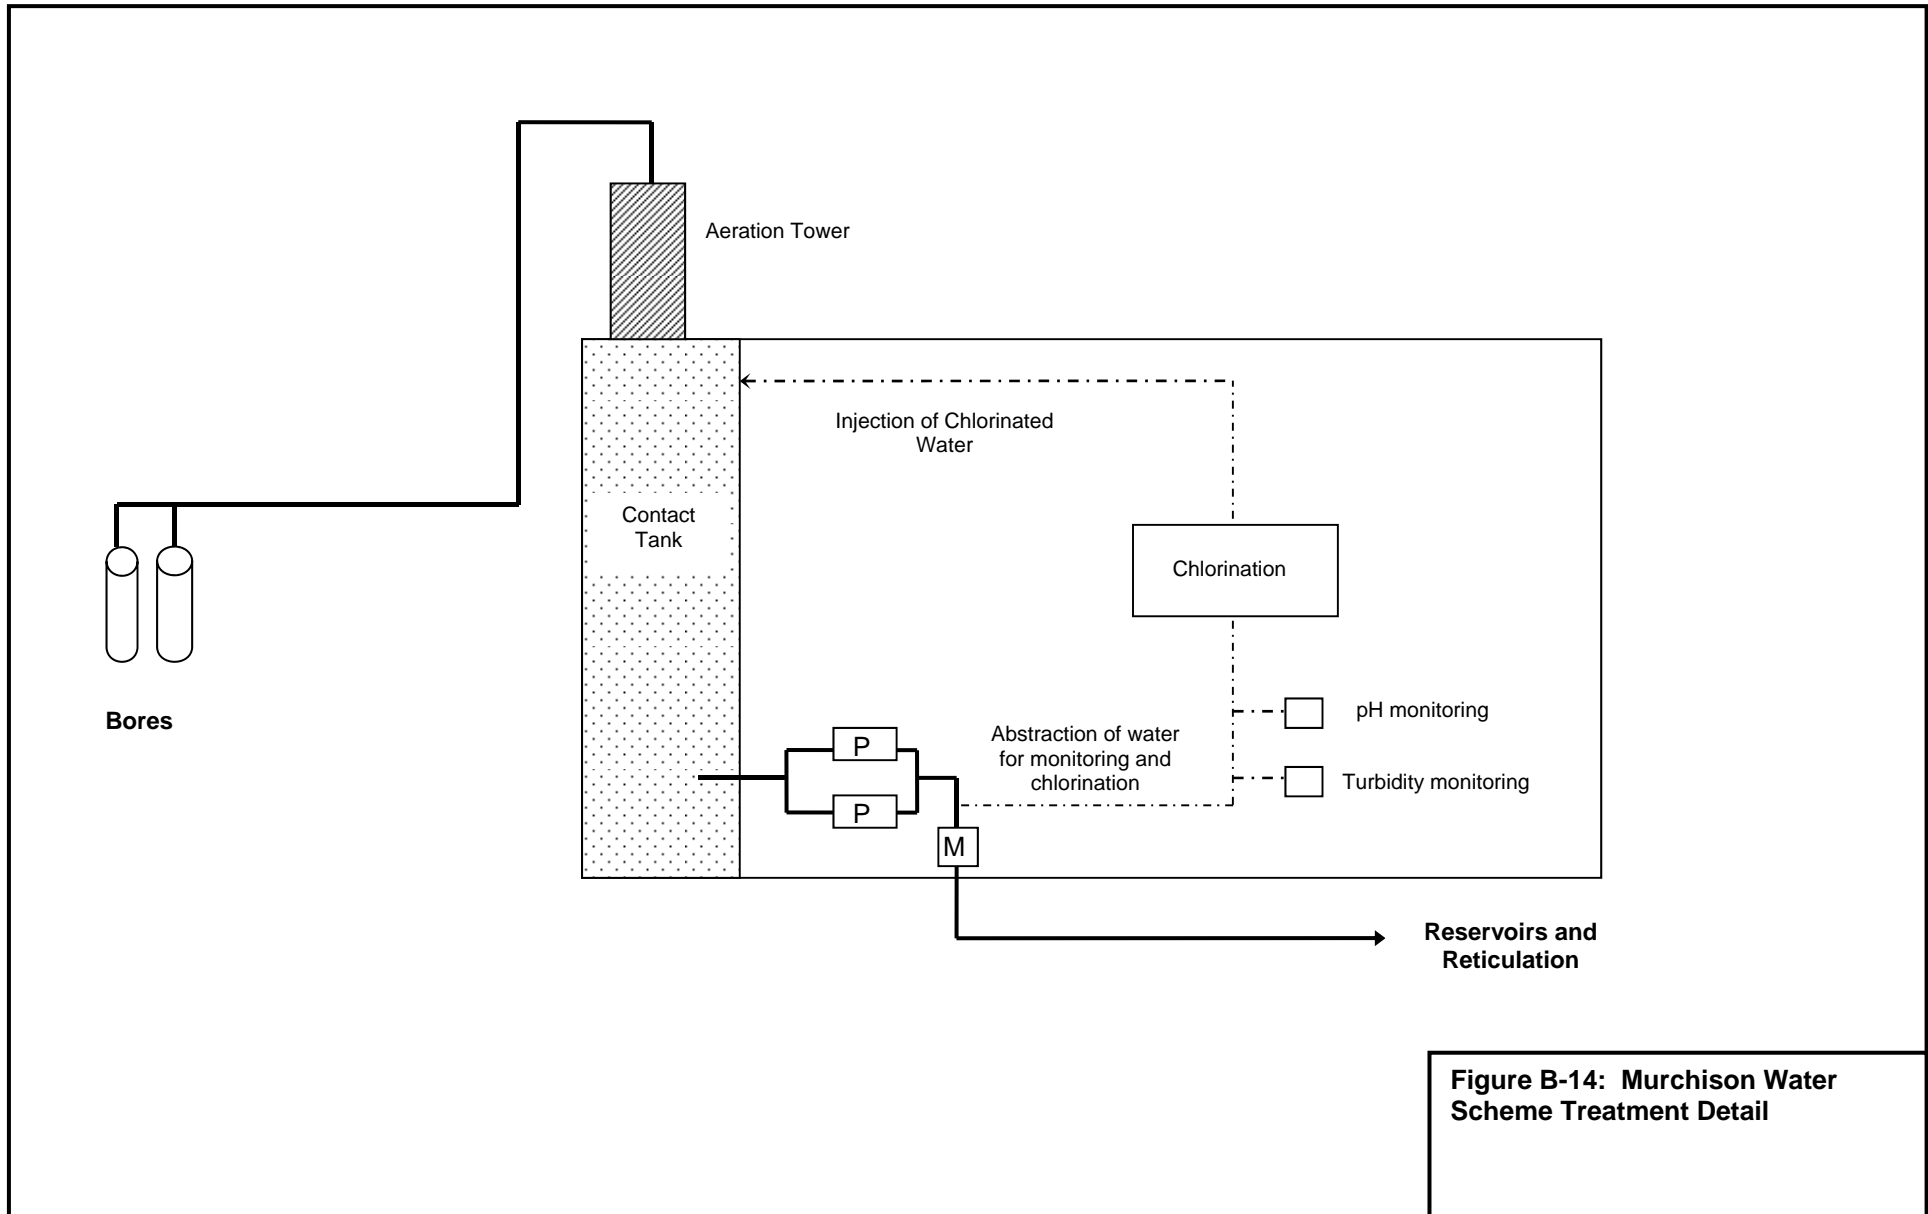 Aeration Tower
Injection of Chlorinated
Water
Contact
Tank
Chlorination
Bores
pH monitoring
Abstraction of water
for monitoring and
chlorination
P
Turbidity monitoring
P
M
Reservoirs and
Reticulation
Figure B-14: Murchison Water
Scheme Treatment Detail